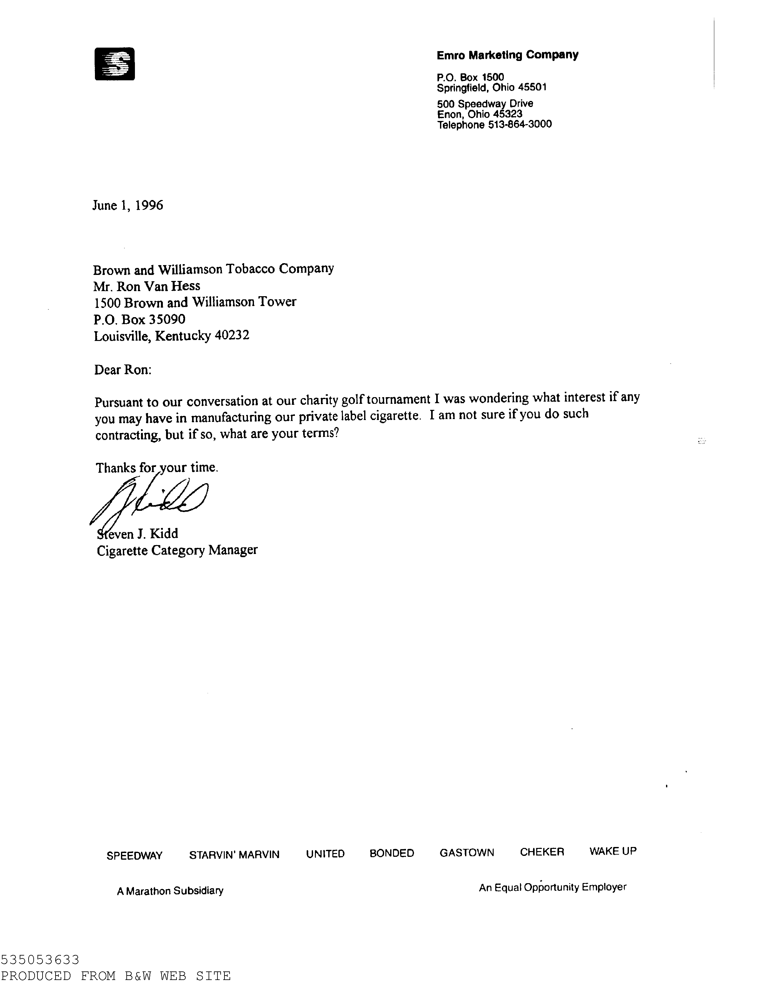 S
Emro Marketing Company
P.O. Box 1500
Springfield, Ohio 45501
500 Speedway Drive
Enon, Ohio 45323
Telephone 513-864-3000
June 1, 1996
Brown and Williamson Tobacco Company
Mr. Ron Van Hess
1500 Brown and Williamson Tower
P.O. Box 35090
Louisville, Kentucky 40232
Dear Ron:
Pursuant to our conversation at our charity golf tournament I was wondering what interest if any
you may have in manufacturing our private label cigarette. I am not sure if you do such
contracting, but if so, what are your terms?
Thanks for your time.
Steven J. Kidd
Cigarette Category Manager
SPEEDWAY STARVIN' MARVIN UNITED BONDED GASTOWN CHEKER WAKE UP
A Marathon Subsidiary An Equal Opportunity Employer
535053633
PRODUCED FROM B&W WEB SITE